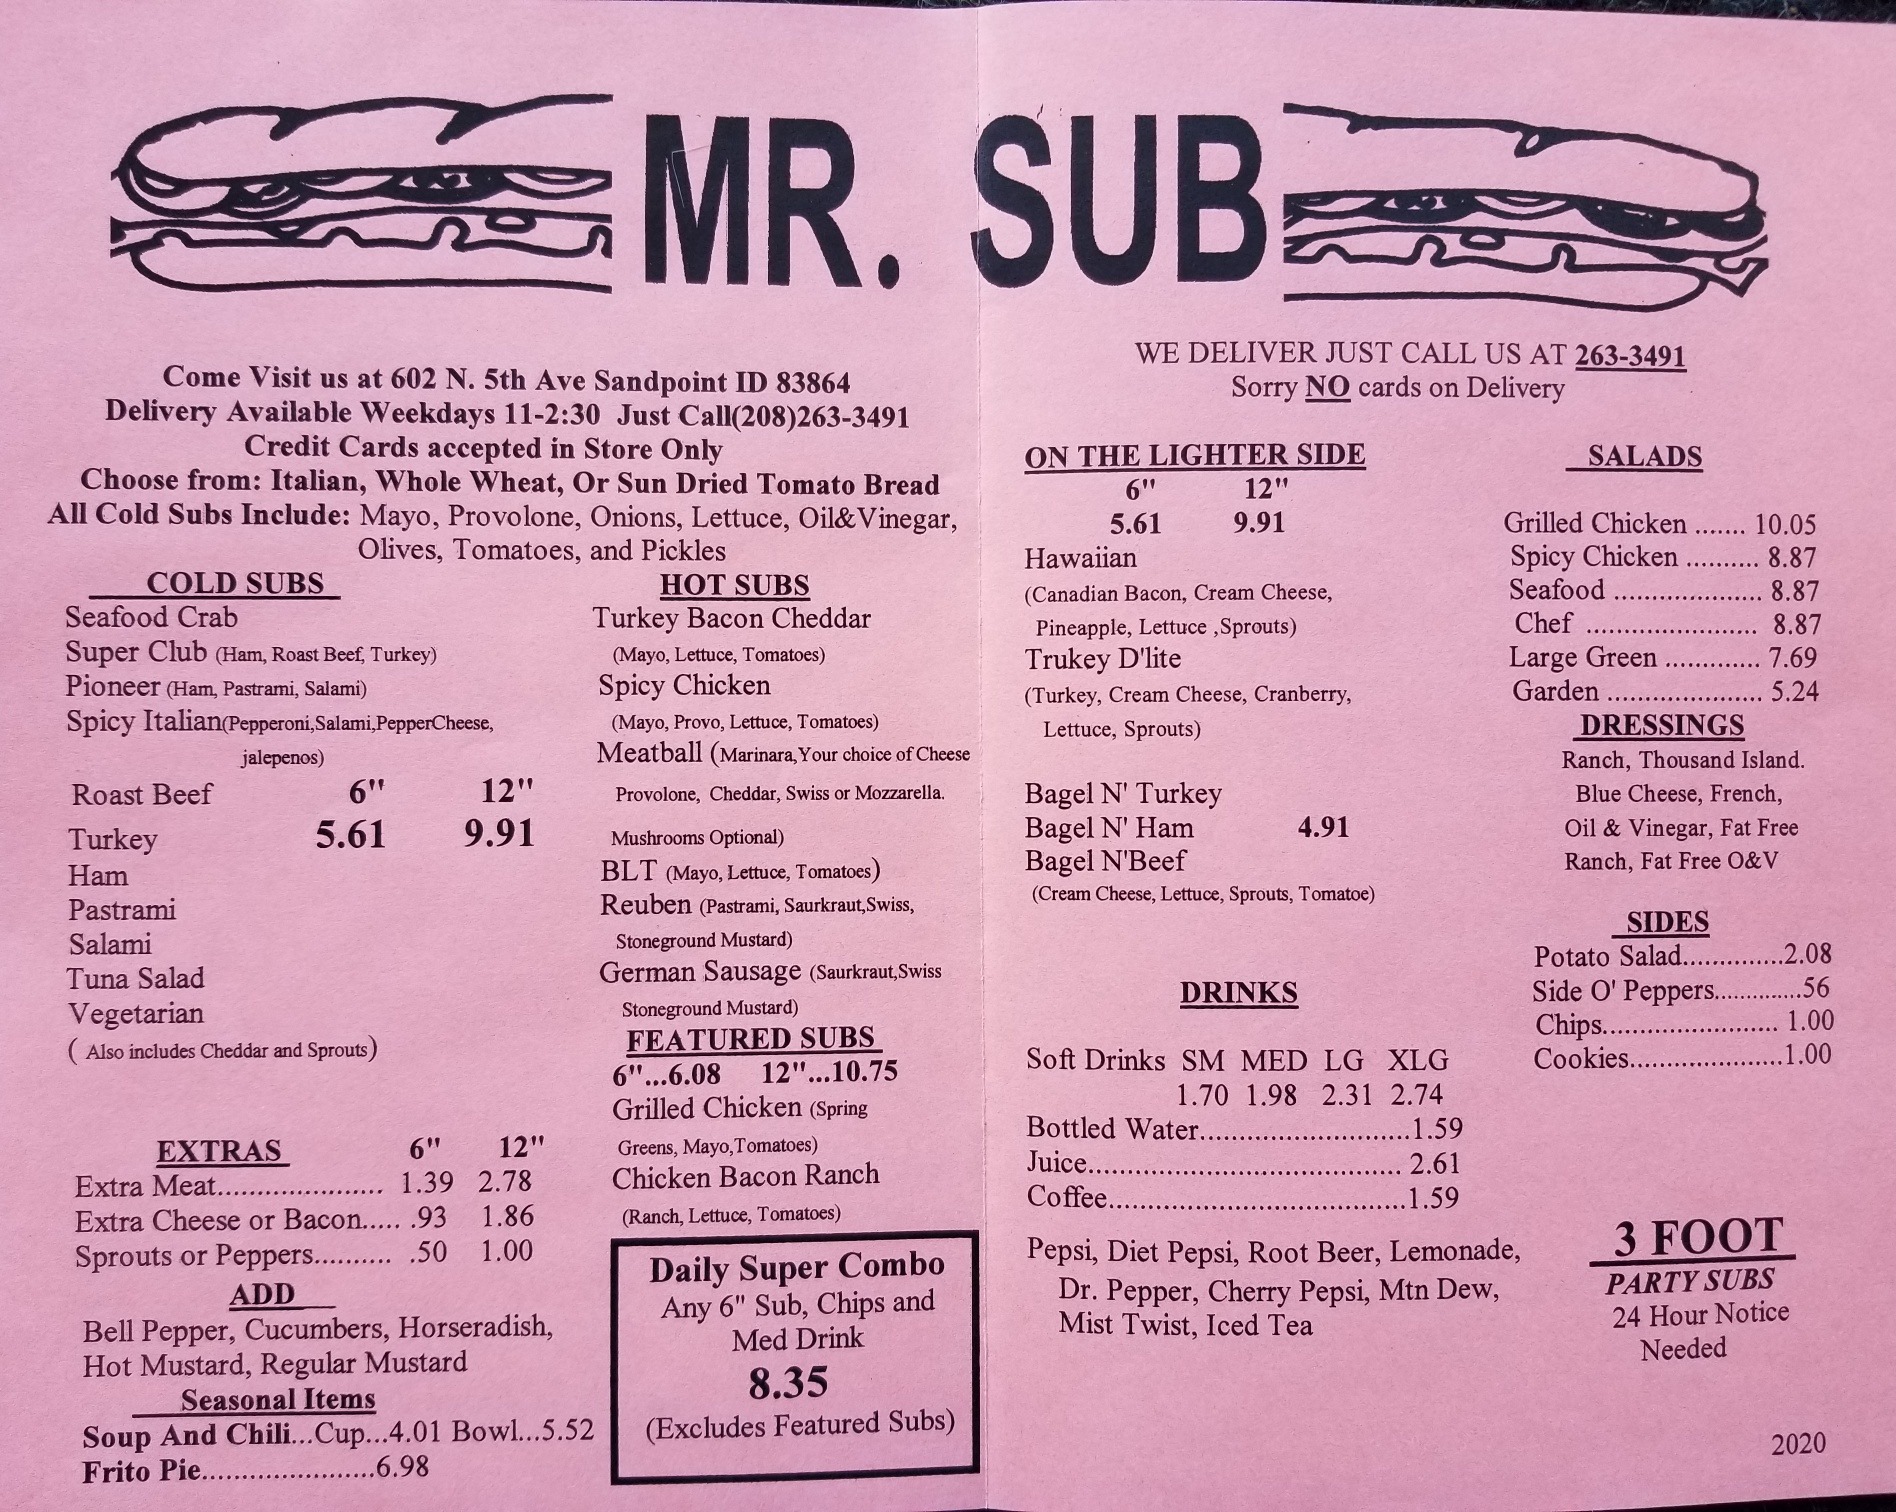 MR. SUB
Come Visit us at 602 N. 5th Ave Sandpoint ID 83864
Delivery Available Weekdays 11-2:30 Just Call(208)263-3491
Credit Cards accepted in Store Only
Choose from: Italian, Whole Wheat, Or Sun Dried Tomato Bread
All Cold Subs Include: Mayo, Provolone, Onions, Lettuce, Oil&Vinegar,
Olives, Tomatoes, and Pickles
COLD SUBS
Seafood Crab
Super Club (Ham, Roast Beef, Turkey)
Pioneer (Ham, Pastrami, Salami)
Spicy Italian(Pepperoni,Salami,PepperCheese,
jalepenos)
Roast Beef 6" 12"
Turkey 5.61 9.91
Ham
Pastrami
Salami
Tuna Salad
Vegetarian
( Also includes Cheddar and Sprouts)
EXTRAS 6" 12"
Extra Meat..................... 1.39 2.78
Extra Cheese or Bacon..... .93 1.86
Sprouts or Peppers.......... .50 1.00
ADD
Bell Pepper, Cucumbers, Horseradish,
Hot Mustard, Regular Mustard
Seasonal Items
Soup And Chili...Cup...4.01 Bowl...5.52
Frito Pie......................6.98
HOT SUBS
Turkey Bacon Cheddar
(Mayo, Lettuce, Tomatoes)
Spicy Chicken
(Mayo, Provo, Lettuce, Tomatoes)
Meatball (Marinara,Your choice of Cheese
Provolone, Cheddar, Swiss or Mozzarella.
Mushrooms Optional)
BLT (Mayo, Lettuce, Tomatoes)
Reuben (Pastrami, Saurkraut,Swiss,
Stoneground Mustard)
German Sausage (Saurkraut,Swiss
Stoneground Mustard)
FEATURED SUBS
6"...6.08 12"...10.75
Grilled Chicken (Spring
Greens, Mayo,Tomatoes)
Chicken Bacon Ranch
(Ranch, Lettuce, Tomatoes)
Daily Super Combo
Any 6" Sub, Chips and
Med Drink
8.35
(Excludes Featured Subs)
WE DELIVER JUST CALL US AT 263-3491
Sorry NO cards on Delivery
ON THE LIGHTER SIDE
6" 12"
5.61 9.91
Hawaiian
(Canadian Bacon, Cream Cheese,
Pineapple, Lettuce ,Sprouts)
Trukey D'lite
(Turkey, Cream Cheese, Cranberry,
Lettuce, Sprouts)
Bagel N' Turkey
Bagel N' Ham 4.91
Bagel N'Beef
(Cream Cheese, Lettuce, Sprouts, Tomatoe)
DRINKS
Soft Drinks SM MED LG XLG
1.70 1.98 2.31 2.74
Bottled Water...........................1.59
Juice........................................ 2.61
Coffee......................................1.59
Pepsi, Diet Pepsi, Root Beer, Lemonade,
Dr. Pepper, Cherry Pepsi, Mtn Dew,
Mist Twist, Iced Tea
SALADS
Grilled Chicken ....... 10.05
Spicy Chicken .......... 8.87
Seafood .................... 8.87
Chef ....................... 8.87
Large Green ............. 7.69
Garden ..................... 5.24
DRESSINGS
Ranch, Thousand Island.
Blue Cheese, French,
Oil & Vinegar, Fat Free
Ranch, Fat Free O&V
SIDES
Potato Salad..............2.08
Side O' Peppers.............56
Chips.......................... 1.00
Cookies.......................1.00
3 FOOT
PARTY SUBS
24 Hour Notice
Needed
2020